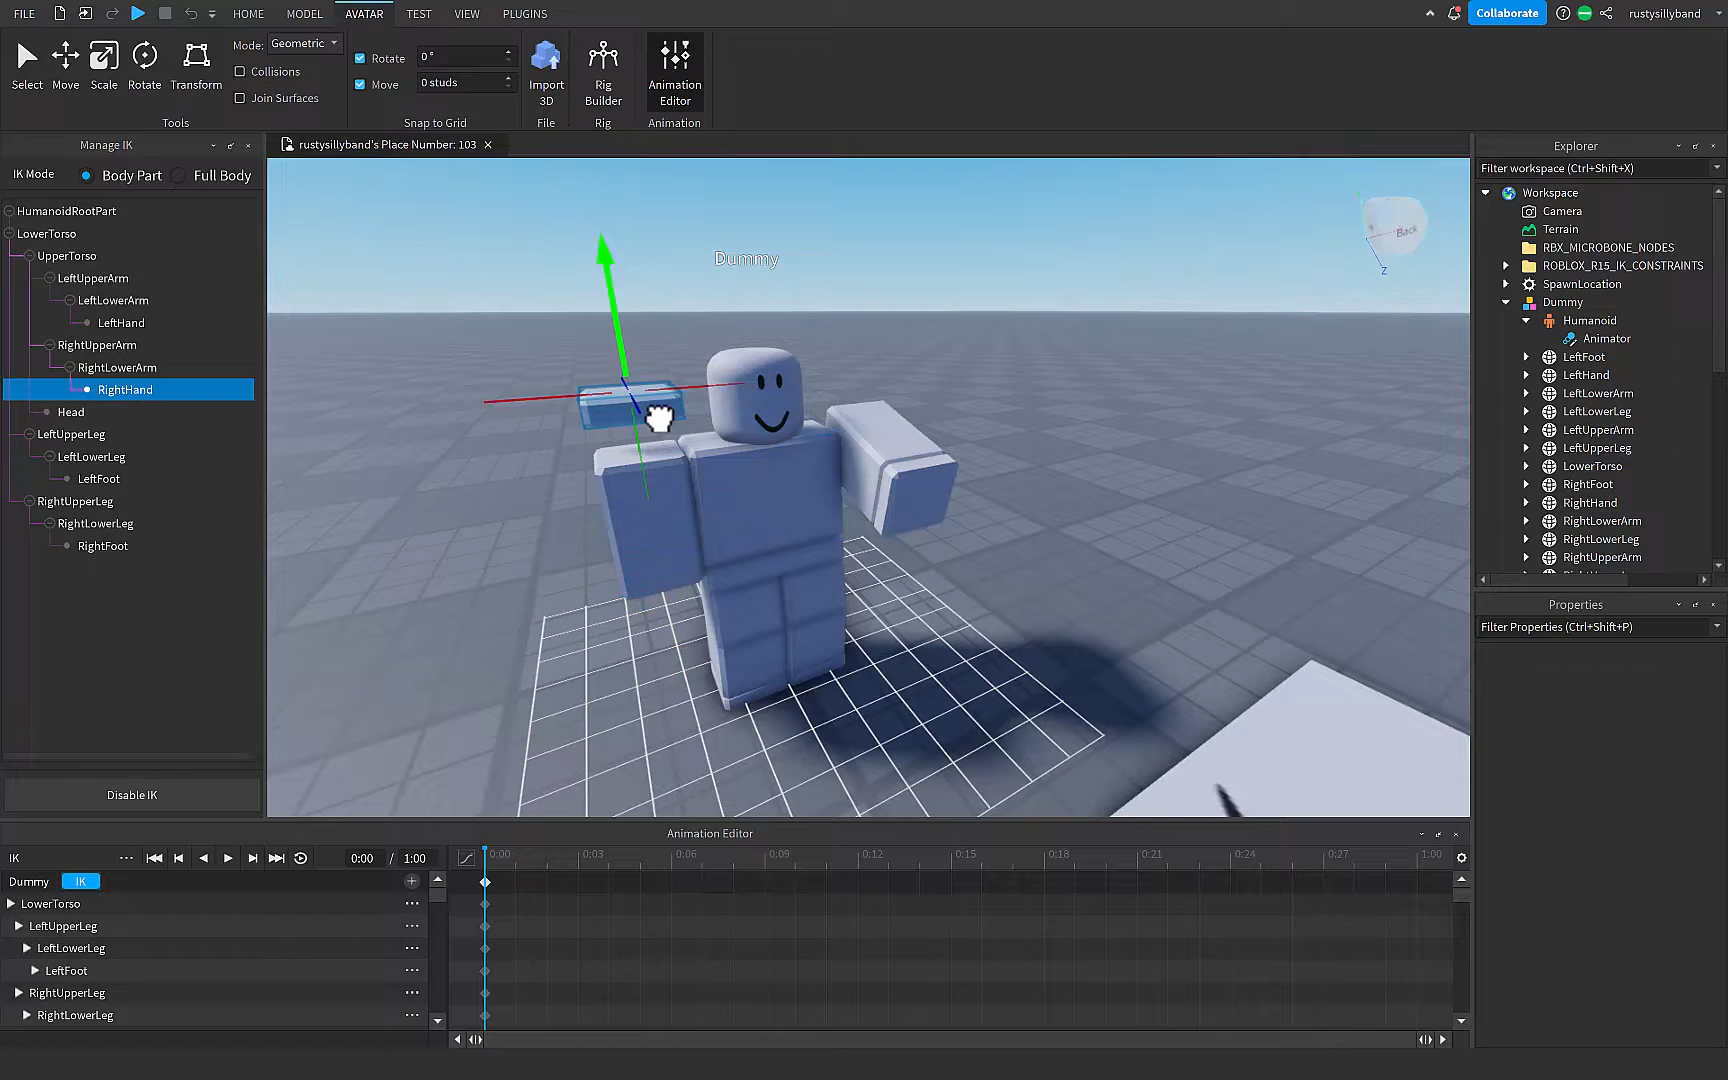 FILE HOME MODEL AVATAR TEST VIEW PLUGINS Collaborate rustysillyband
Select Move Scale Rotate Transform
Mode: Geometric
Collisions
Join Surfaces
Tools
Rotate 0 °
Move 0 studs
Snap to Grid
Import 3D
File
Rig Builder
Rig
Animation Editor
Animation
Manage IK
IK Mode Body Part Full Body
HumanoidRootPart
LowerTorso
UpperTorso
LeftUpperArm
LeftLowerArm
LeftHand
RightUpperArm
RightLowerArm
RightHand
Head
LeftUpperLeg
LeftLowerLeg
LeftFoot
RightUpperLeg
RightLowerLeg
RightFoot
Disable IK
rustysillyband's Place Number: 103
Dummy
Back
Z
Explorer
Filter workspace (Ctrl+Shift+X)
Workspace
Camera
Terrain
RBX_MICROBONE_NODES
ROBLOX_R15_IK_CONSTRAINTS
SpawnLocation
Dummy
Humanoid
Animator
LeftFoot
LeftHand
LeftLowerArm
LeftLowerLeg
LeftUpperArm
LeftUpperLeg
LowerTorso
RightFoot
RightHand
RightLowerArm
RightLowerLeg
RightUpperArm
Properties
Filter Properties (Ctrl+Shift+P)
Animation Editor
IK 0:00 / 1:00 0:00 0:03 0:06 0:09 0:12 0:15 0:18 0:21 0:24 0:27 1:00
Dummy IK
LowerTorso
LeftUpperLeg
LeftLowerLeg
LeftFoot
RightUpperLeg
RightLowerLeg